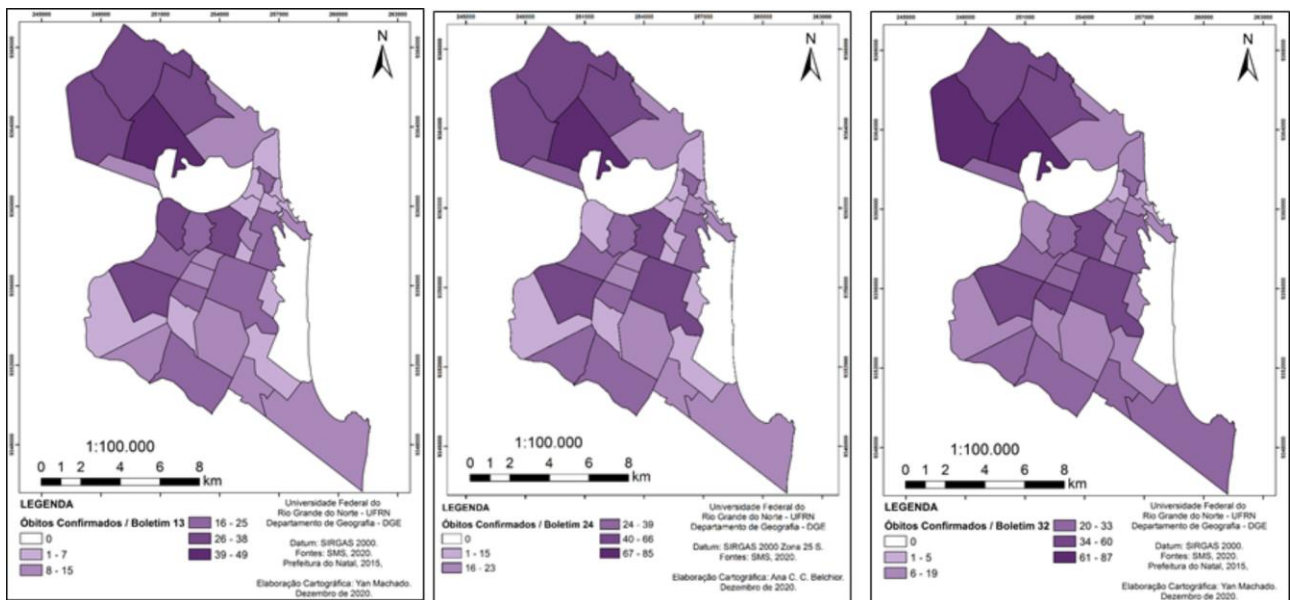 245000 248000 251000 254000 257000 260000 263000
N
1:100.000
0 1 2 4 6 8
km
LEGENDA
Óbitos Confirmados / Boletim 13
0
1 - 7
8 - 15
16 - 25
26 - 38
39 - 49
Universidade Federal do
Rio Grande do Norte - UFRN
Departamento de Geografia - DGE
Datum: SIRGAS 2000.
Fontes: SMS, 2020.
Prefeitura do Natal, 2015,
Elaboração Cartográfica: Yan Machado.
Dezembro de 2020.
N
1:100.000
0 1 2 4 6 8
km
LEGENDA
Óbitos Confirmados / Boletim 24
0
1 - 15
16 - 23
24 - 39
40 - 66
67 - 85
Universidade Federal do
Rio Grande do Norte - UFRN
Departamento de Geografia - DGE
Datum: SIRGAS 2000 Zona 25 S.
Fontes: SMS, 2020.
Elaboração Cartográfica: Ana C. C. Belchior.
Dezembro de 2020.
N
1:100.000
0 1 2 4 6 8
km
LEGENDA
Óbitos Confirmados / Boletim 32
0
1 - 5
6 - 19
20 - 33
34 - 60
61 - 87
Universidade Federal do
Rio Grande do Norte - UFRN
Departamento de Geografia - DGE
Datum: SIRGAS 2000.
Fontes: SMS, 2020.
Prefeitura do Natal, 2015,
Elaboração Cartográfica: Yan Machado.
Dezembro de 2020.